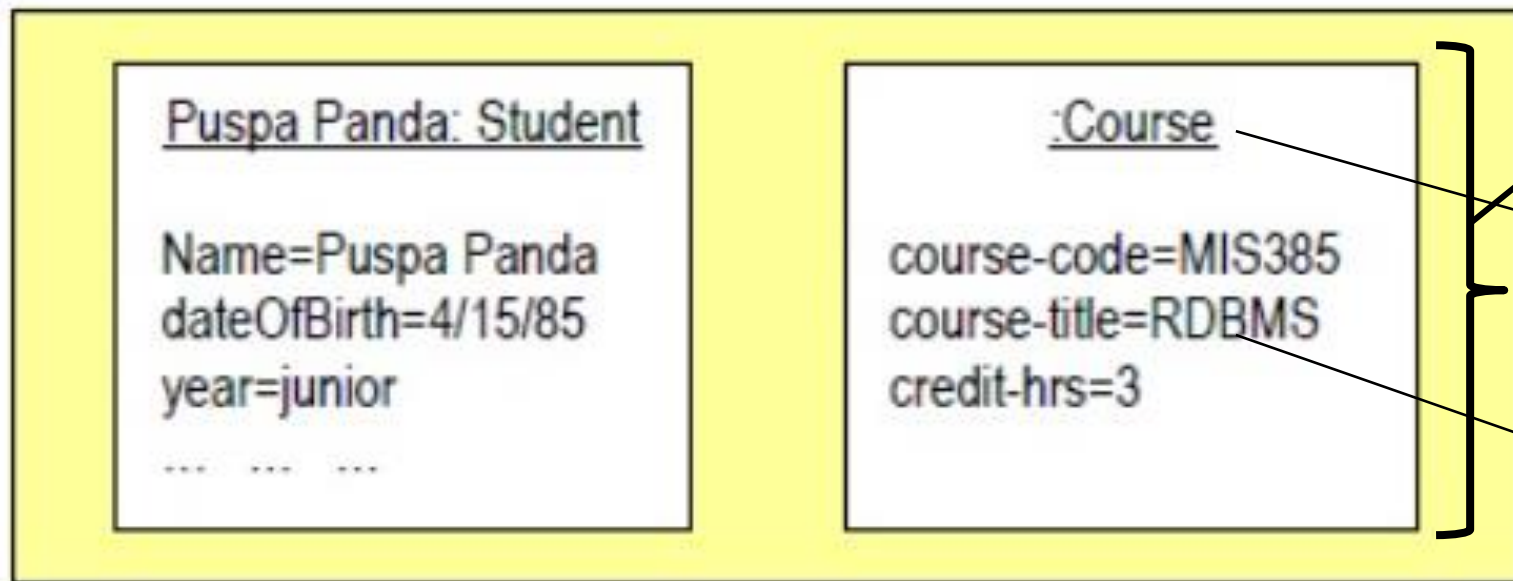 Puspa Panda: Student
Name=Puspa Panda
dateOfBirth=4/15/85
year=junior
... ... ...
:Course
course-code=MIS385
course-title=RDBMS
credit-hrs=3